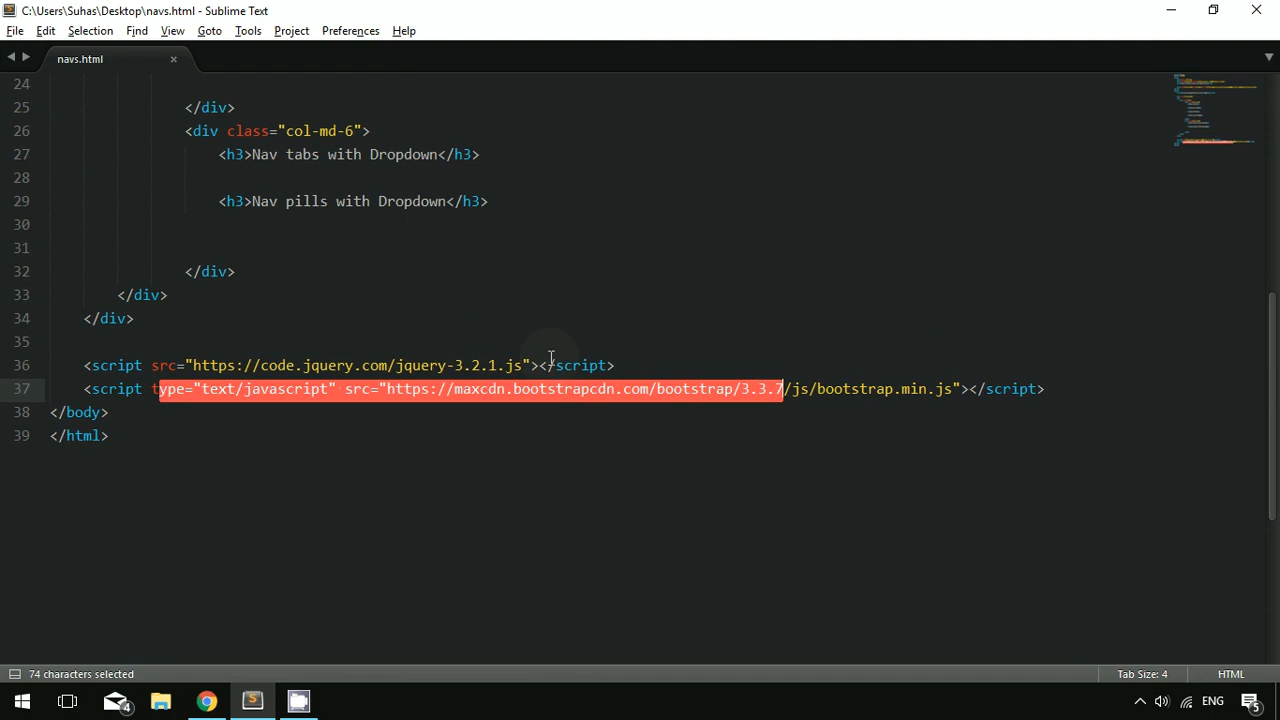 C:\Users\Suhas\Desktop\navs.html - Sublime Text
File Edit Selection Find View Goto Tools Project Preferences Help
navs.html ×
24
25 </div>
26 <div class="col-md-6">
27 <h3>Nav tabs with Dropdown</h3>
28
29 <h3>Nav pills with Dropdown</h3>
30
31
32 </div>
33 </div>
34 </div>
35
36 <script src="https://code.jquery.com/jquery-3.2.1.js"></script>
37 <script type="text/javascript" src="https://maxcdn.bootstrapcdn.com/bootstrap/3.3.7/js/bootstrap.min.js"></script>
38 </body>
39 </html>
74 characters selected Tab Size: 4 HTML
4 S ENG 5